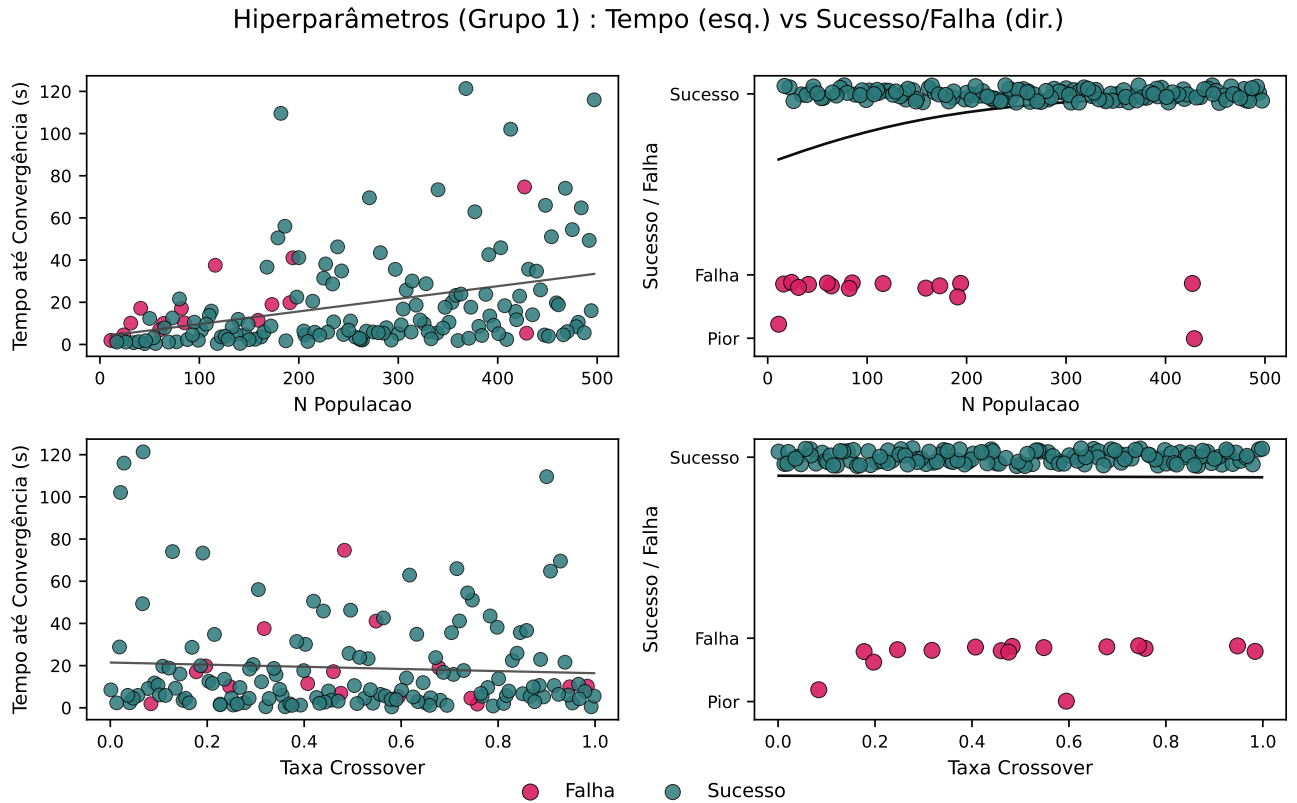 Hiperparâmetros (Grupo 1) : Tempo (esq.) vs Sucesso/Falha (dir.)
Tempo até Convergência (s)
120
100
80
60
40
20
0
0 100 200 300 400 500
N Populacao
Sucesso / Falha
Sucesso
Falha
Pior
0 100 200 300 400 500
N Populacao
Tempo até Convergência (s)
120
100
80
60
40
20
0
0.0 0.2 0.4 0.6 0.8 1.0
Taxa Crossover
Sucesso / Falha
Sucesso
Falha
Pior
0.0 0.2 0.4 0.6 0.8 1.0
Taxa Crossover
Falha Sucesso